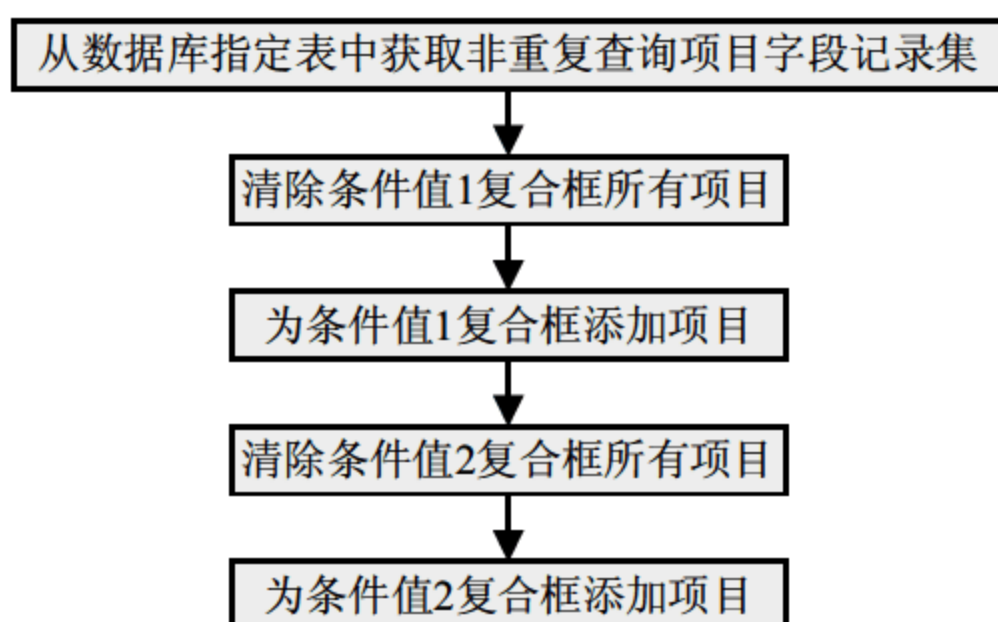 从数据库指定表中获取非重复查询项目字段记录集
清除条件值1复合框所有项目
为条件值1复合框添加项目
清除条件值2复合框所有项目
为条件值2复合框添加项目